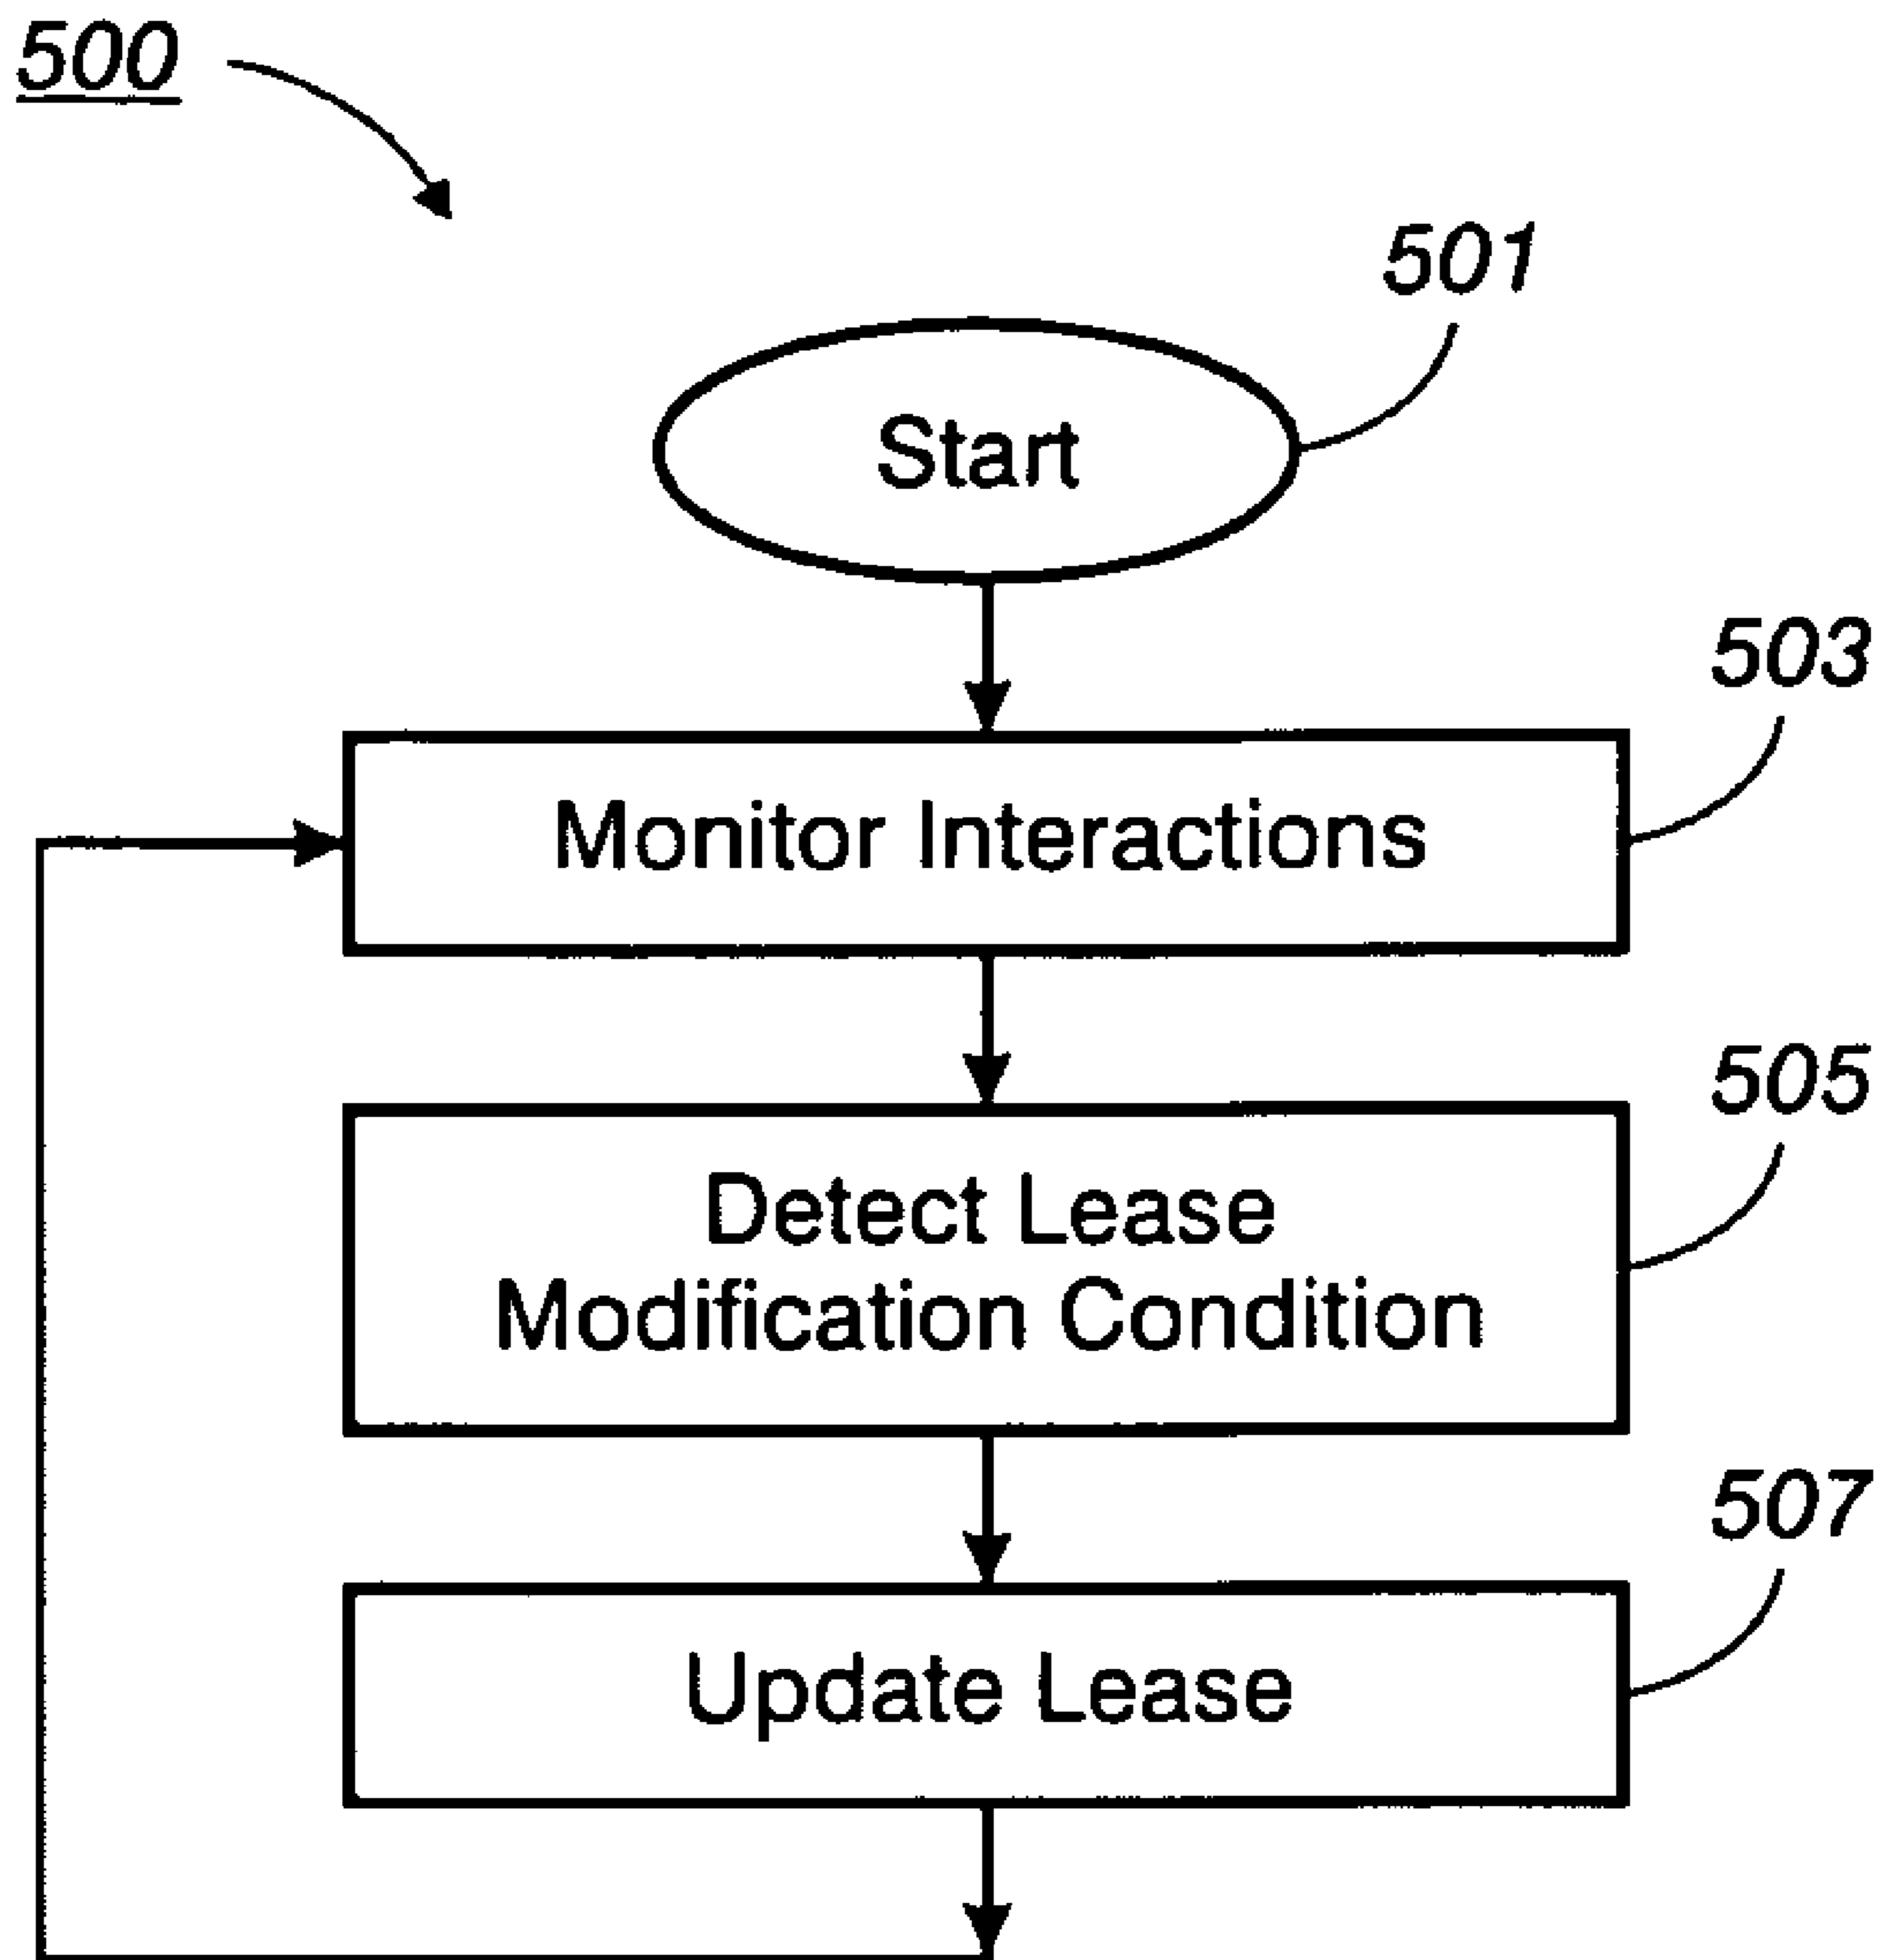 500
501
Start
503
Monitor Interactions
505
Detect Lease
Modification Condition
507
Update Lease